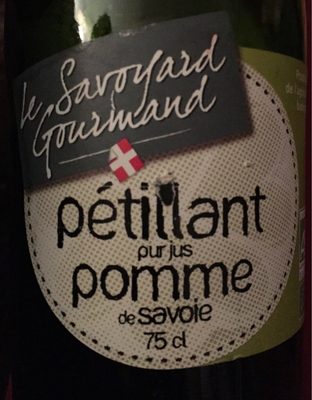 Le Savoyard
Gourmand
pétillant
pur jus
pomme
de savoie
75 cl